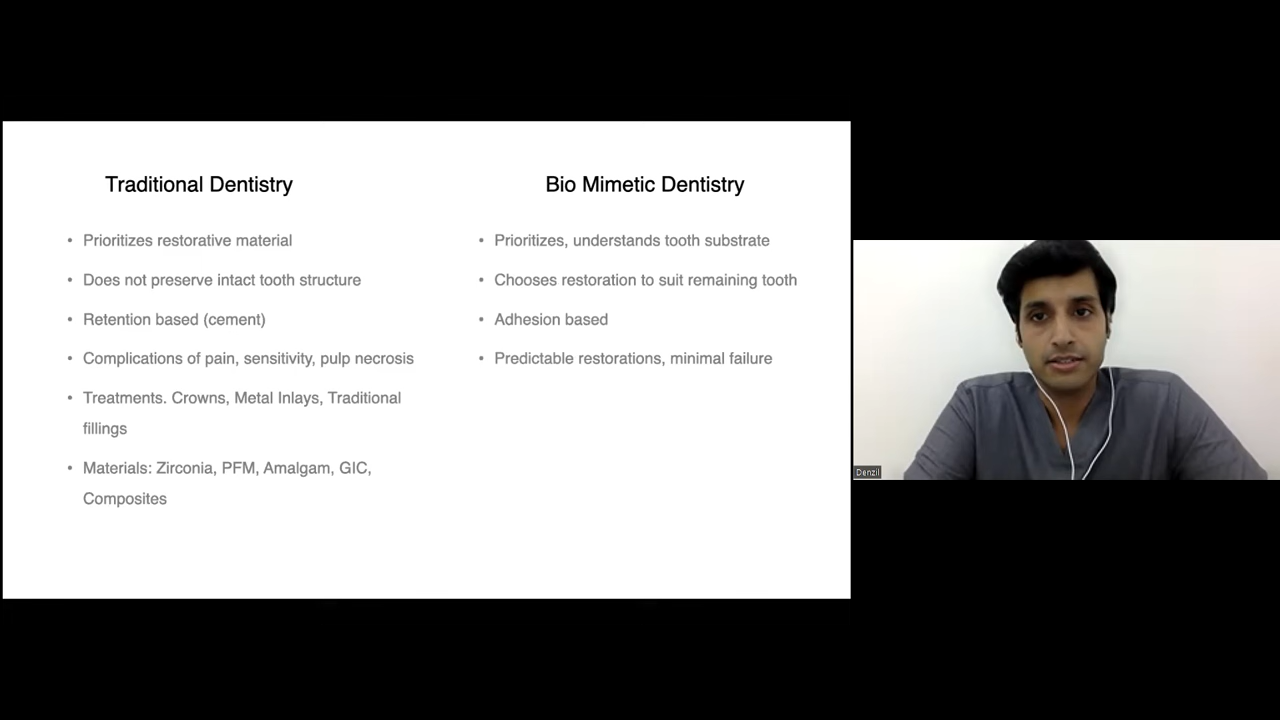 Traditional Dentistry
• Prioritizes restorative material
• Does not preserve intact tooth structure
• Retention based (cement)
• Complications of pain, sensitivity, pulp necrosis
• Treatments. Crowns, Metal Inlays, Traditional
fillings
• Materials: Zirconia, PFM, Amalgam, GIC,
Composites
Bio Mimetic Dentistry
• Prioritizes, understands tooth substrate
• Chooses restoration to suit remaining tooth
• Adhesion based
• Predictable restorations, minimal failure
Denzil